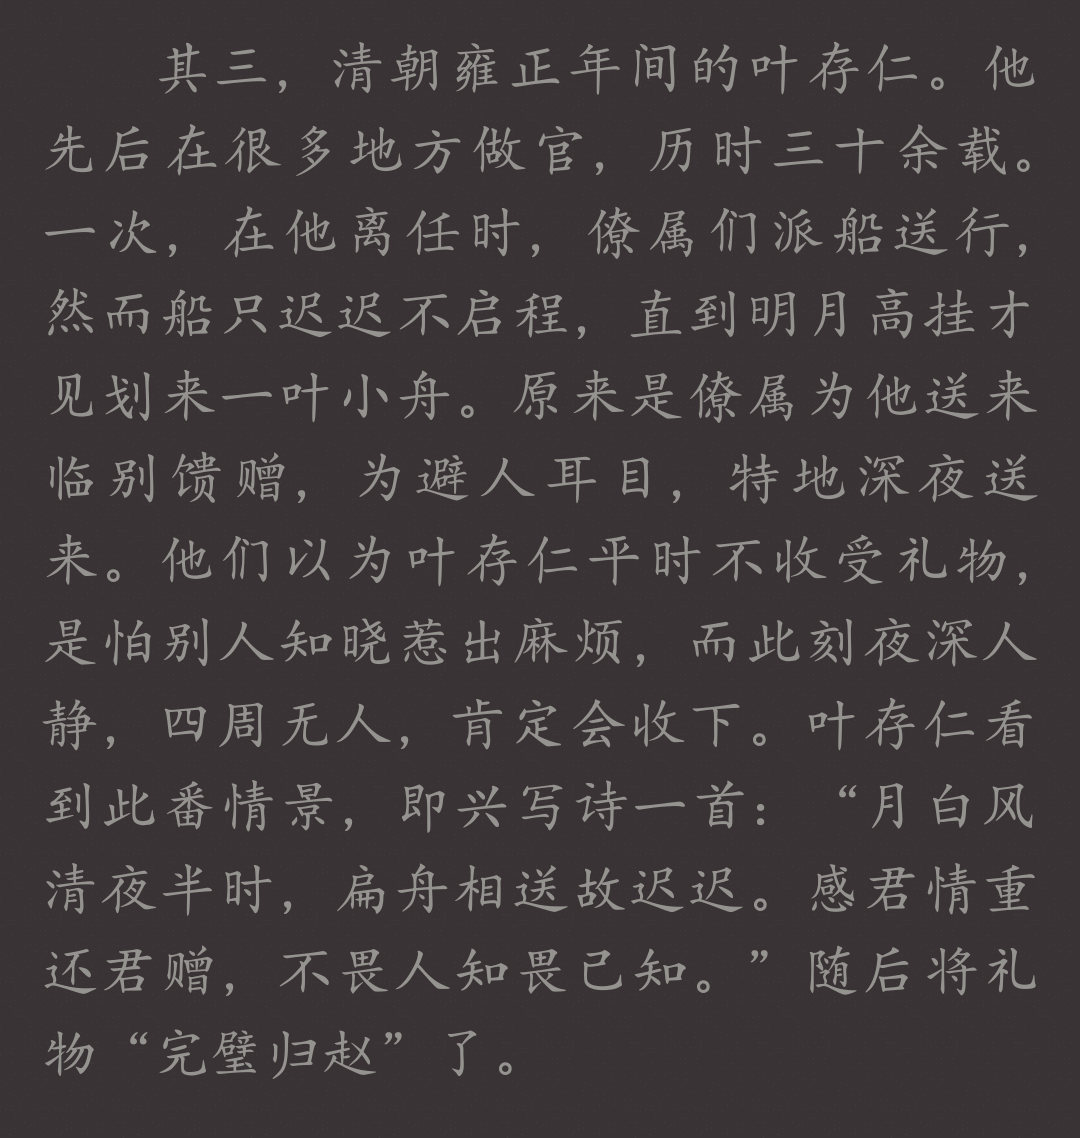 其三，清朝雍正年间的叶存仁。他
先后在很多地方做官，历时三十余载。
一次，在他离任时，僚属们派船送行，
然而船只迟迟不启程，直到明月高挂才
见划来一叶小舟。原来是僚属为他送来
临别馈赠，为避人耳目，特地深夜送
来。他们以为叶存仁平时不收受礼物，
是怕别人知晓惹出麻烦，而此刻夜深人
静，四周无人，肯定会收下。叶存仁看
到此番情景，即兴写诗一首：“月白风
清夜半时，扁舟相送故迟迟。感君情重
还君赠，不畏人知畏己知。”随后将礼
物“完璧归赵”了。